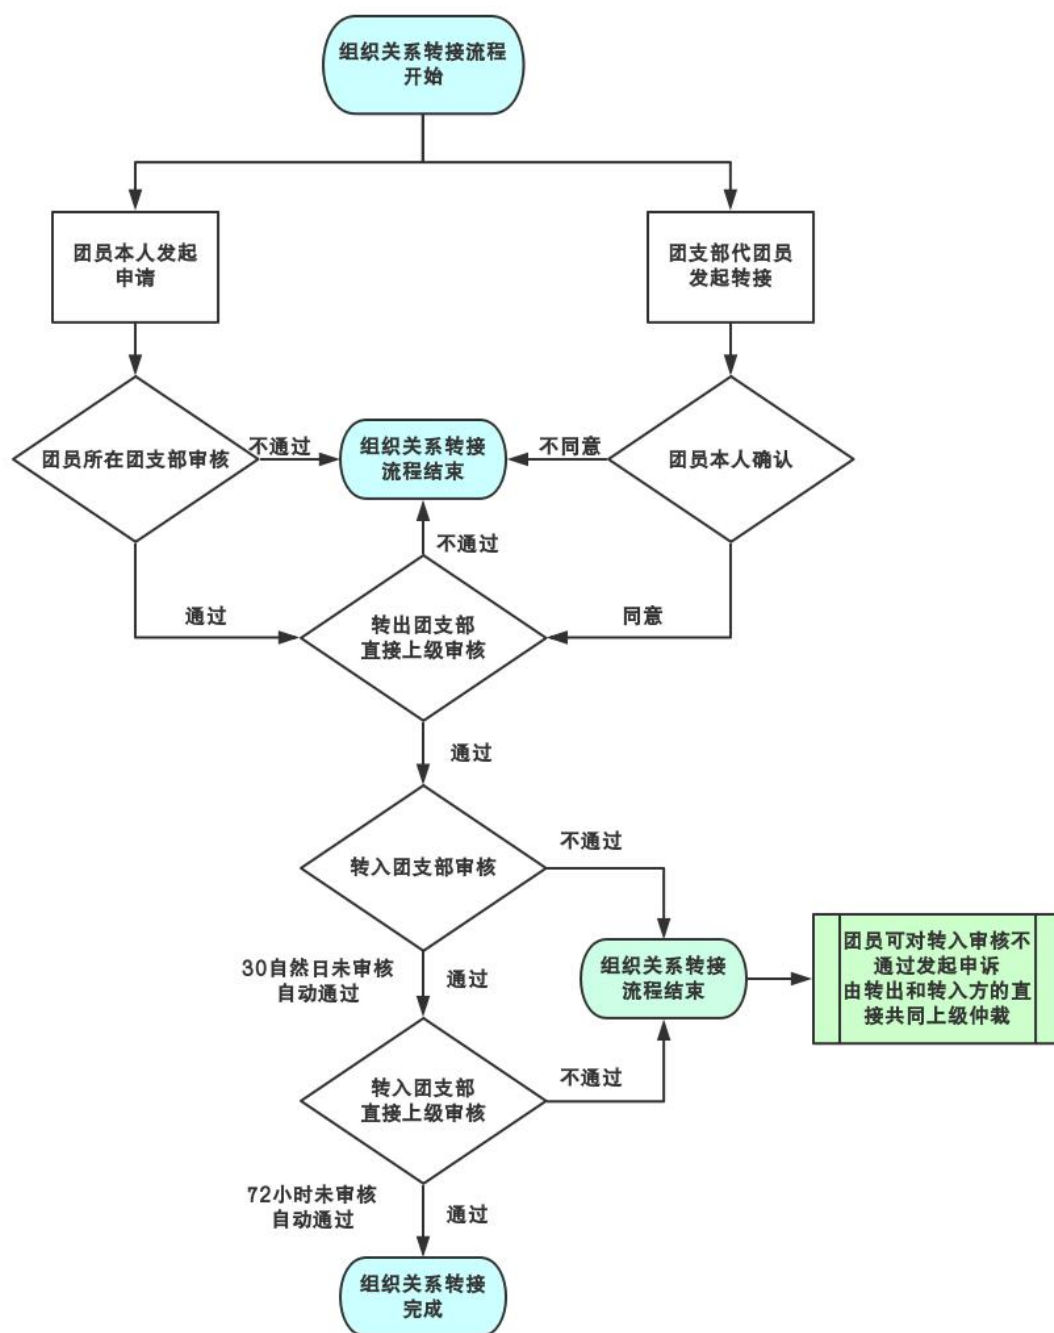 组织关系转接流程
开始
团员本人发起
申请
团支部代团员
发起转接
团员所在团支部审核
不通过
组织关系转接
流程结束
不同意
团员本人确认
不通过
通过
转出团支部
直接上级审核
同意
通过
转入团支部审核
不通过
30自然日未审核
自动通过
通过
组织关系转接
流程结束
团员可对转入审核不
通过发起申诉
由转出和转入方的直
接共同上级仲裁
转入团支部
直接上级审核
不通过
72小时未审核
自动通过
通过
组织关系转接
完成